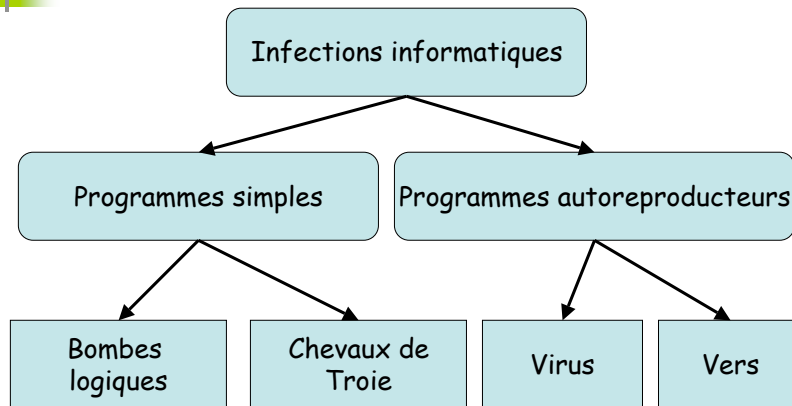 Infections informatiques
Programmes simples
Programmes autoreproducteurs
Bombes
logiques
Chevaux de
Troie
Virus
Vers